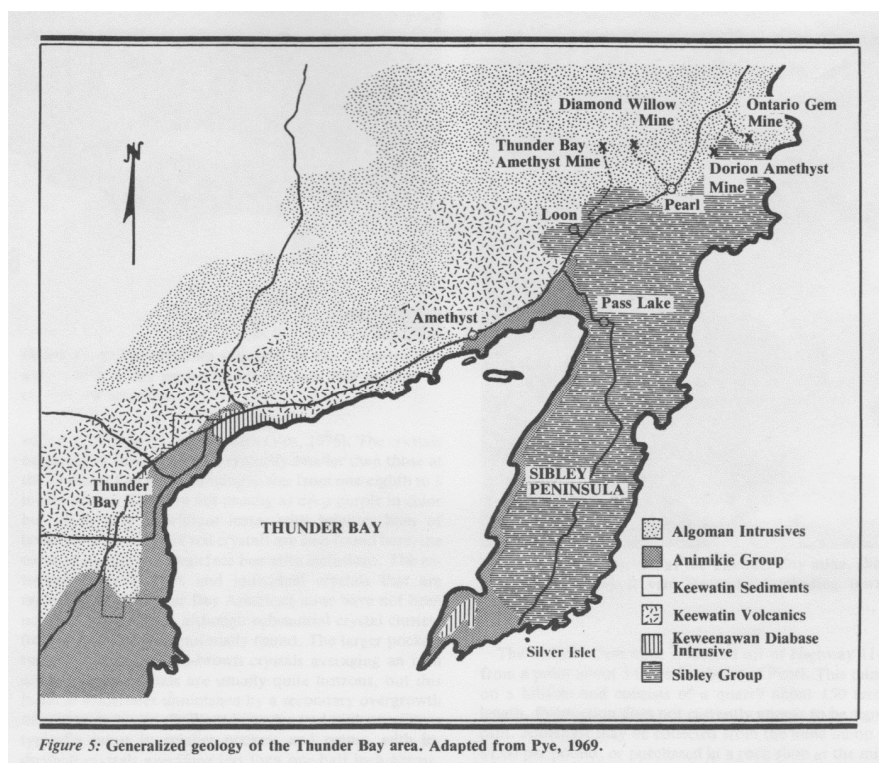 N
Diamond Willow
Mine
Ontario Gem
Mine
Thunder Bay
Amethyst Mine
Dorion Amethyst
Mine
Pearl
Loon
Pass Lake
Amethyst
Thunder
Bay
THUNDER BAY
SIBLEY
PENINSULA
Silver Islet
Algoman Intrusives
Animikie Group
Keewatin Sediments
Keewatin Volcanics
Keweenawan Diabase
Intrusive
Sibley Group
Figure 5: Generalized geology of the Thunder Bay area. Adapted from Pye, 1969.